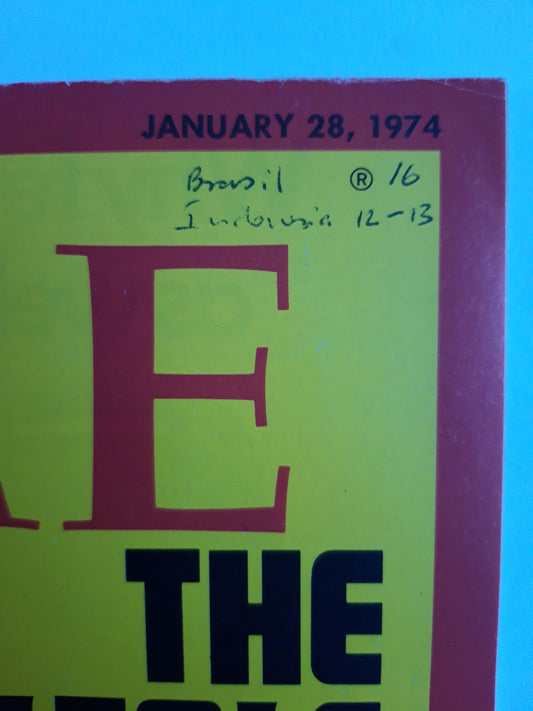 JANUARY 28, 1974
Brasil ® 16
Indonesia 12-13
E
THE